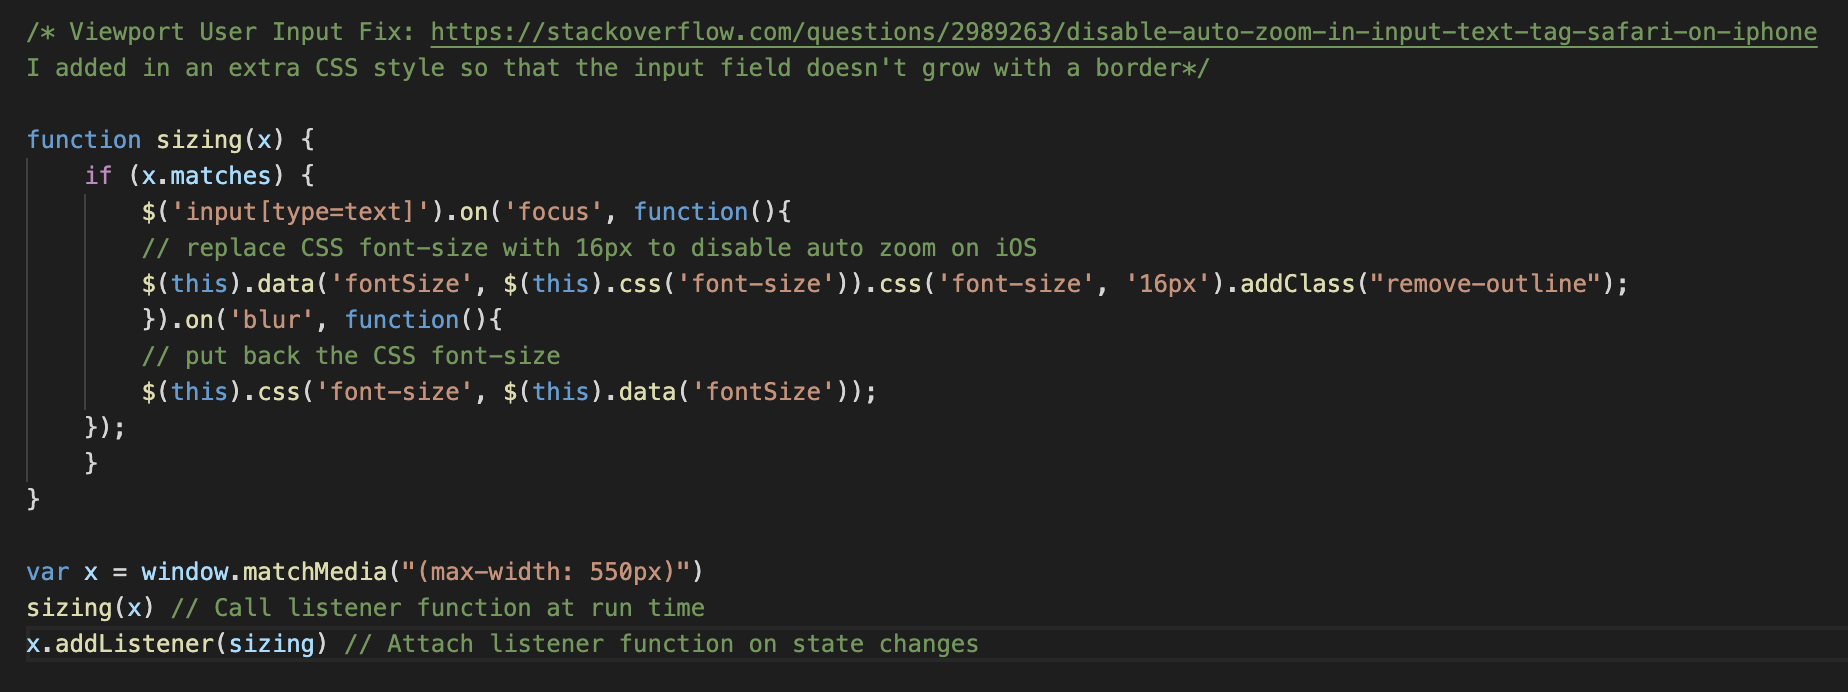 /* Viewport User Input Fix: https://stackoverflow.com/questions/2989263/disable-auto-zoom-in-input-text-tag-safari-on-iphone
I added in an extra CSS style so that the input field doesn't grow with a border*/

function sizing(x) {
    if (x.matches) {
        $('input[type=text]').on('focus', function(){
        // replace CSS font-size with 16px to disable auto zoom on iOS
        $(this).data('fontSize', $(this).css('font-size')).css('font-size', '16px').addClass("remove-outline");
        }).on('blur', function(){
        // put back the CSS font-size
        $(this).css('font-size', $(this).data('fontSize'));
    });
    }
}

var x = window.matchMedia("(max-width: 550px)")
sizing(x) // Call listener function at run time
x.addListener(sizing) // Attach listener function on state changes